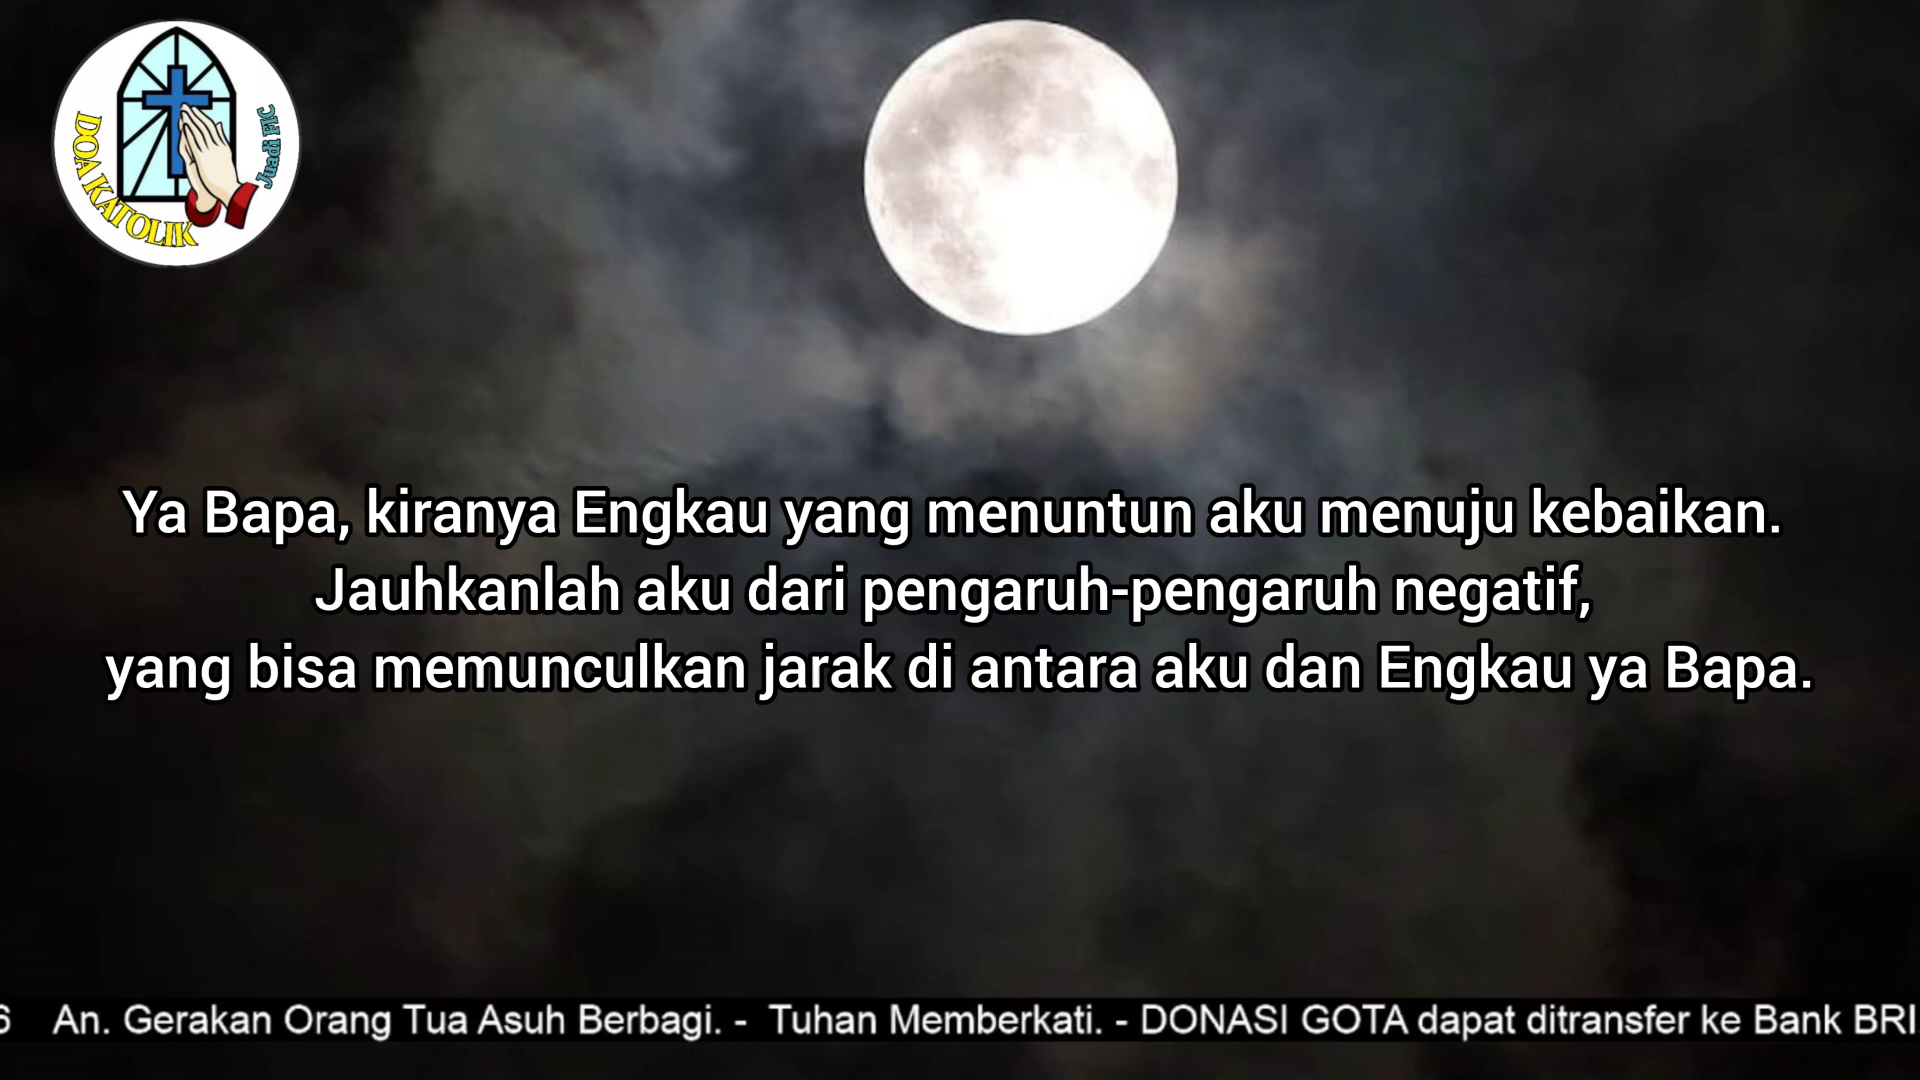 DOA KATOLIK
Juadi FIC
Ya Bapa, kiranya Engkau yang menuntun aku menuju kebaikan.
Jauhkanlah aku dari pengaruh-pengaruh negatif,
yang bisa memunculkan jarak di antara aku dan Engkau ya Bapa.
6 An. Gerakan Orang Tua Asuh Berbagi. - Tuhan Memberkati. - DONASI GOTA dapat ditransfer ke Bank BRI